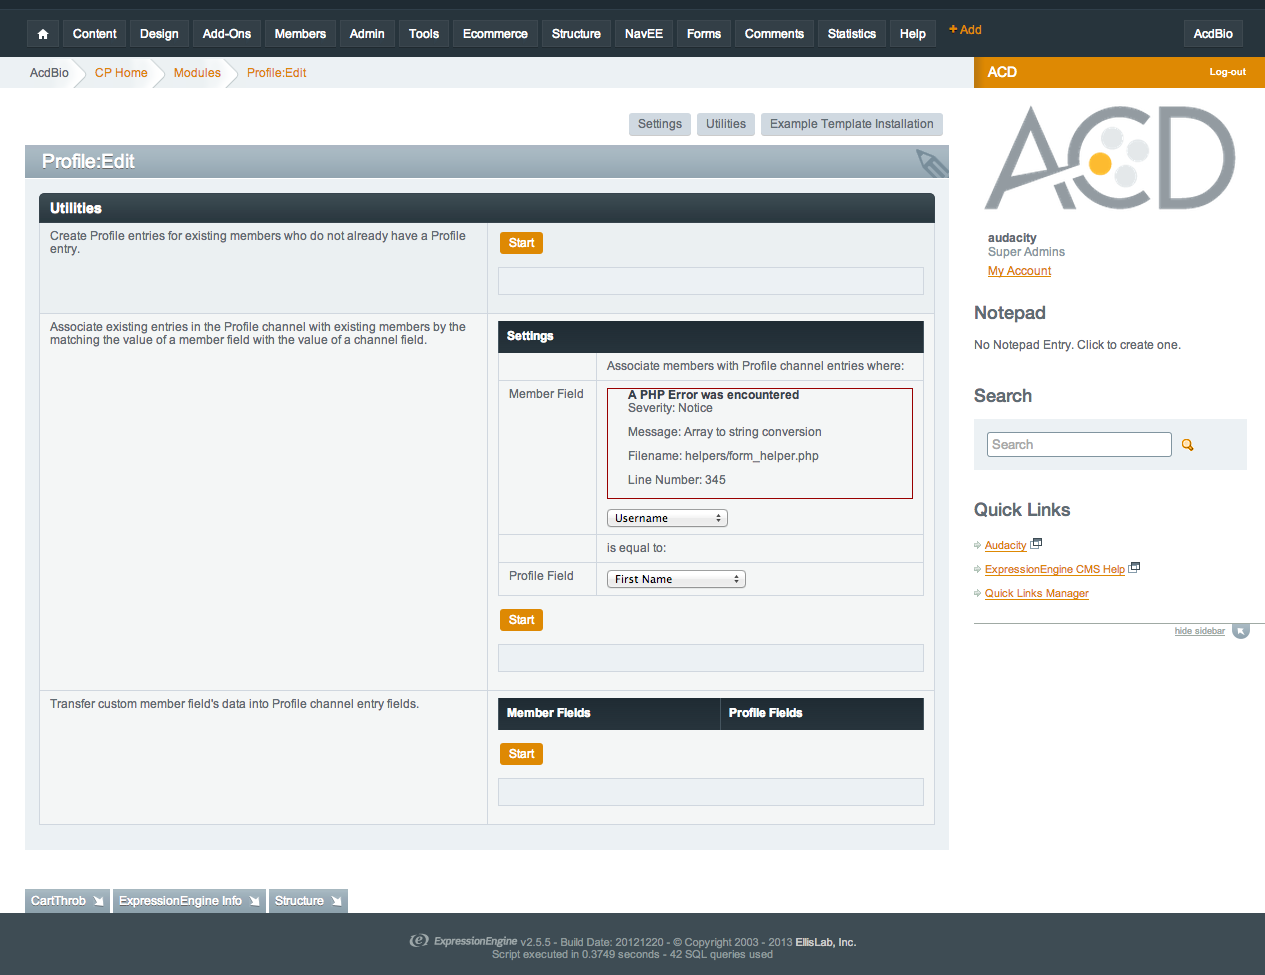 Content Design Add-Ons Members Admin Tools Ecommerce Structure NavEE Forms Comments Statistics Help + Add AcdBio
AcdBio CP Home Modules Profile:Edit
ACD Log-out
Settings Utilities Example Template Installation
Profile:Edit
Utilities
Create Profile entries for existing members who do not already have a Profile
entry.
Start
Associate existing entries in the Profile channel with existing members by the
matching the value of a member field with the value of a channel field.
Settings
Associate members with Profile channel entries where:
Member Field
A PHP Error was encountered
Severity: Notice
Message: Array to string conversion
Filename: helpers/form_helper.php
Line Number: 345
Username
is equal to:
Profile Field
First Name
Start
Transfer custom member field's data into Profile channel entry fields.
Member Fields Profile Fields
Start
ACD
audacity
Super Admins
My Account
Notepad
No Notepad Entry. Click to create one.
Search
Search
Quick Links
Audacity
ExpressionEngine CMS Help
Quick Links Manager
hide sidebar
CartThrob ExpressionEngine Info Structure
ExpressionEngine v2.5.5 - Build Date: 20121220 - © Copyright 2003 - 2013 EllisLab, Inc.
Script executed in 0.3749 seconds - 42 SQL queries used